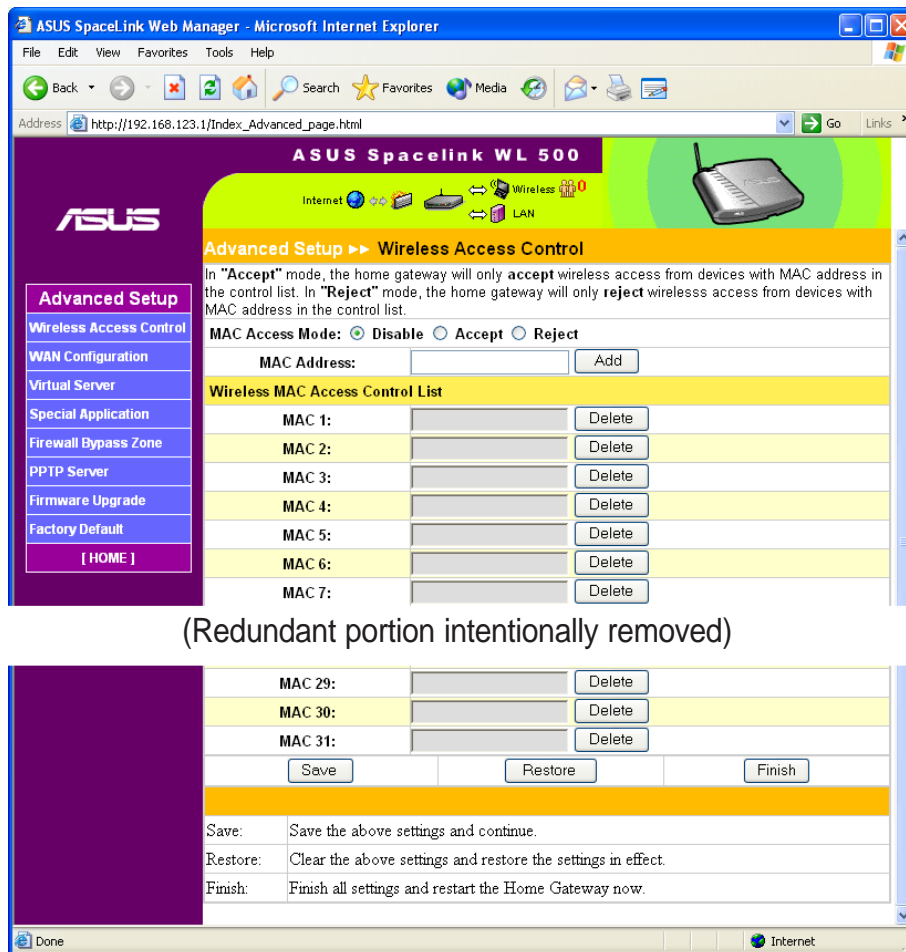 ASUS SpaceLink Web Manager - Microsoft Internet Explorer
File Edit View Favorites Tools Help
Back Search Favorites Media
Address http://192.168.123.1/Index_Advanced_page.html Go Links
ASUS Spacelink WL 500
Internet Wireless 0
LAN
ASUS
Advanced Setup Wireless Access Control
In "Accept" mode, the home gateway will only accept wireless access from devices with MAC address in
the control list. In "Reject" mode, the home gateway will only reject wirelesss access from devices with
MAC address in the control list.
Advanced Setup
Wireless Access Control
WAN Configuration
Virtual Server
Special Application
Firewall Bypass Zone
PPTP Server
Firmware Upgrade
Factory Default
[ HOME ]
MAC Access Mode: Disable Accept Reject
MAC Address: Add
Wireless MAC Access Control List
MAC 1: Delete
MAC 2: Delete
MAC 3: Delete
MAC 4: Delete
MAC 5: Delete
MAC 6: Delete
MAC 7: Delete
(Redundant portion intentionally removed)
MAC 29: Delete
MAC 30: Delete
MAC 31: Delete
Save Restore Finish
Save: Save the above settings and continue.
Restore: Clear the above settings and restore the settings in effect.
Finish: Finish all settings and restart the Home Gateway now.
Done Internet